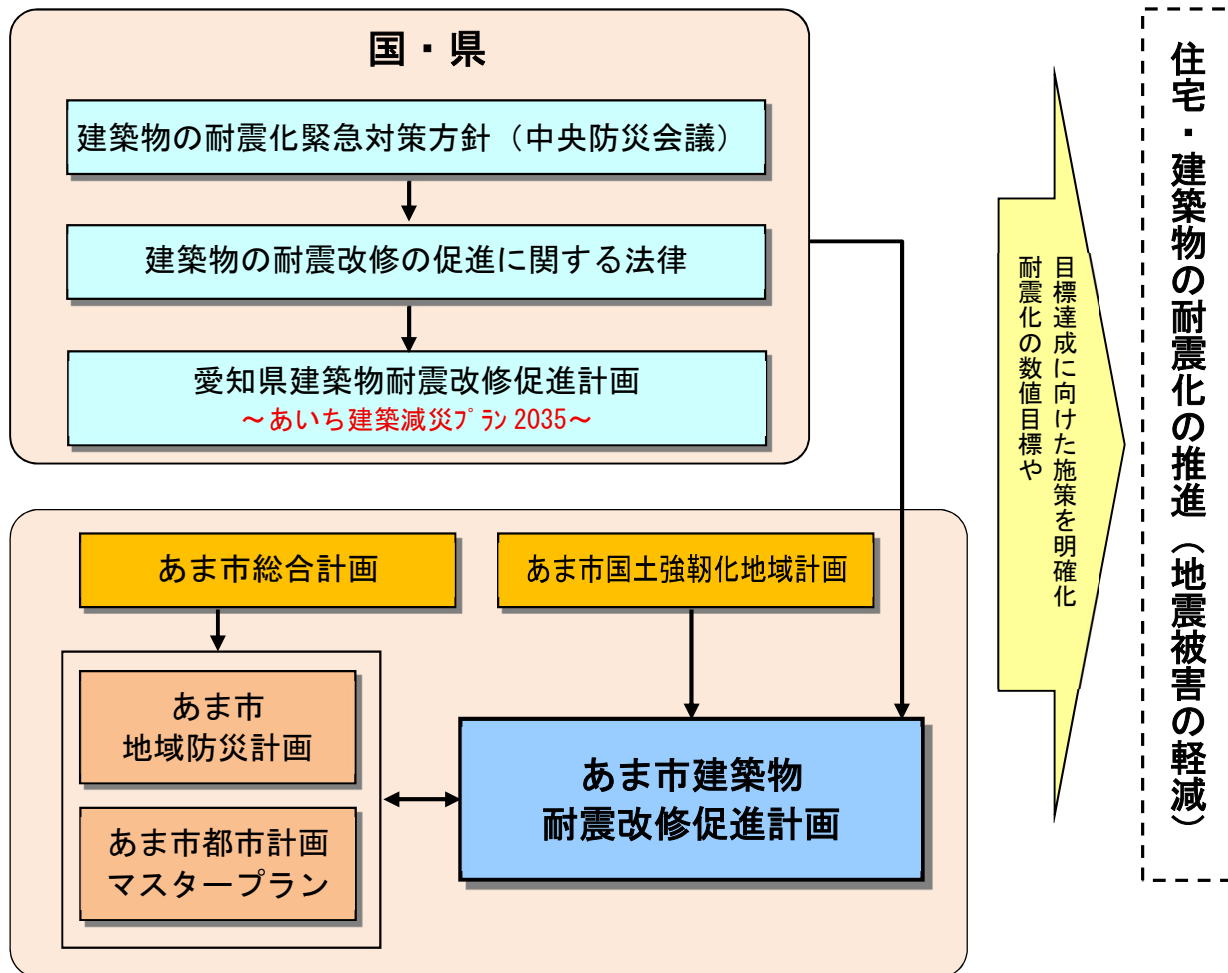 国・県
建築物の耐震化緊急対策方針（中央防災会議）
建築物の耐震改修の促進に関する法律
愛知県建築物耐震改修促進計画
～あいち建築減災ﾌﾟﾗﾝ 2035～
あま市総合計画
あま市国土強靭化地域計画
あま市
地域防災計画
あま市都市計画
マスタープラン
あま市建築物
耐震改修促進計画
耐震化の数値目標や
目標達成に向けた施策を明確化
住宅・建築物の耐震化の推進（地震被害の軽減）